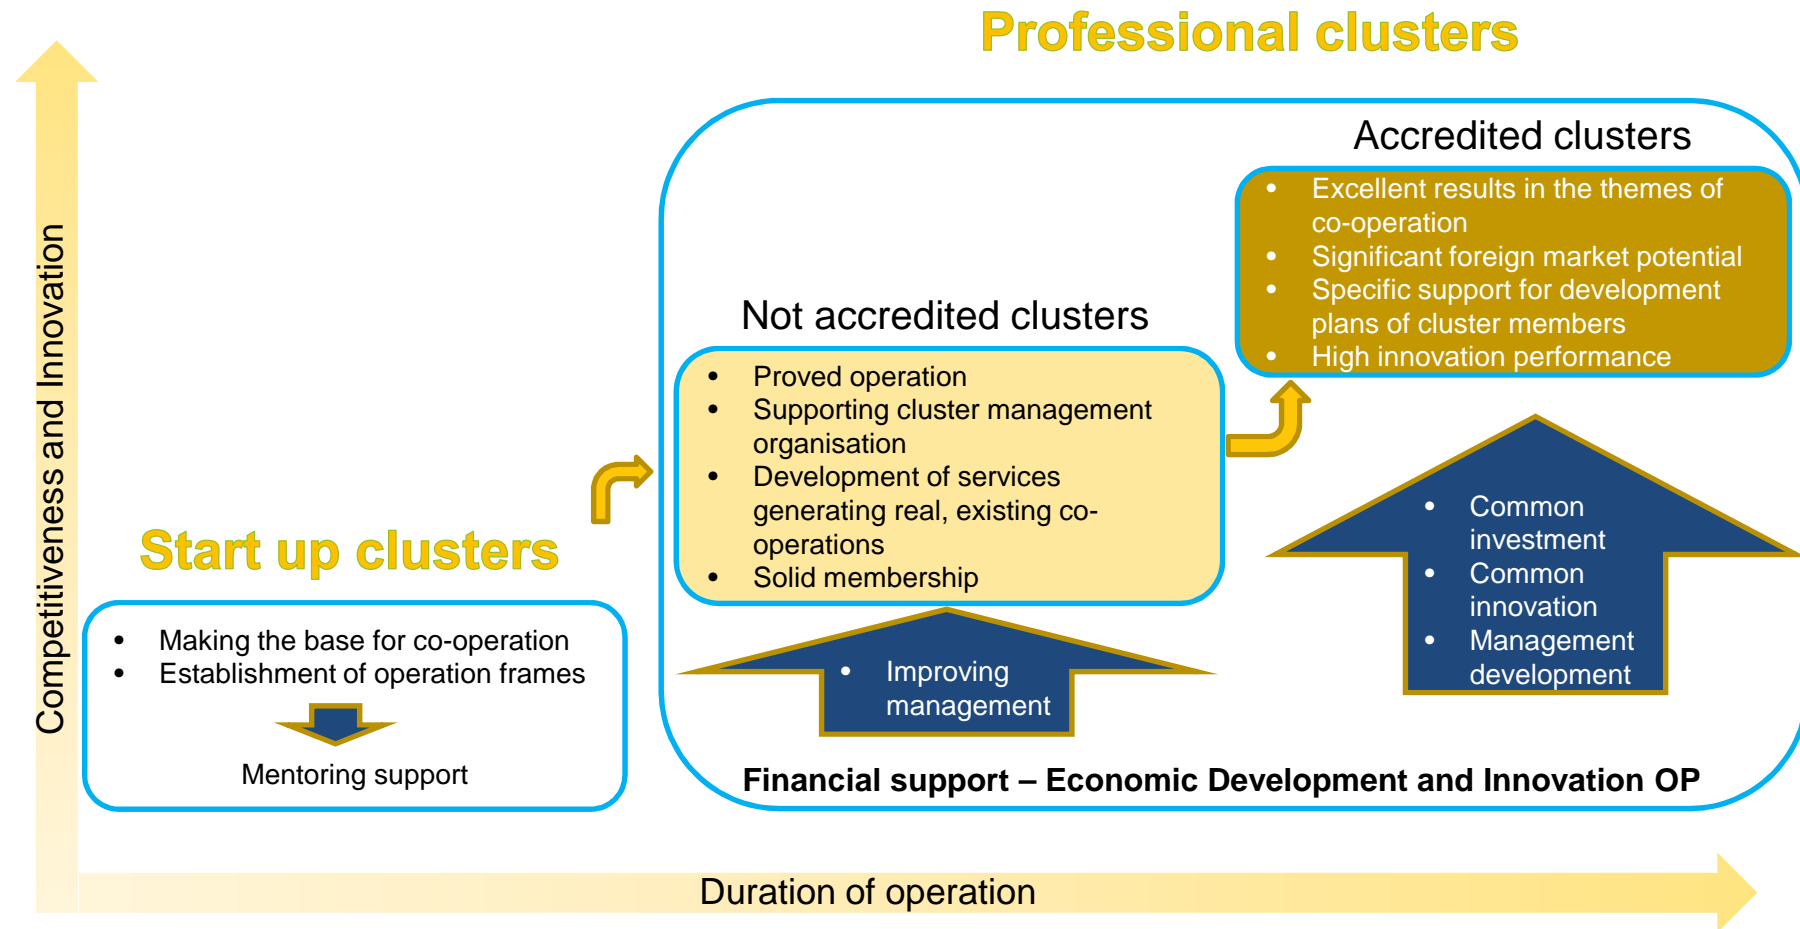 Professional clusters
Accredited clusters
• Excellent results in the themes of
co-operation
• Significant foreign market potential
• Specific support for development
plans of cluster members
• High innovation performance
Not accredited clusters
• Proved operation
• Supporting cluster management
organisation
• Development of services
generating real, existing co-
operations
• Solid membership
Start up clusters
• Making the base for co-operation
• Establishment of operation frames
Mentoring support
• Improving
management
• Common
investment
• Common
innovation
• Management
development
Financial support – Economic Development and Innovation OP
Competitiveness and Innovation
Duration of operation